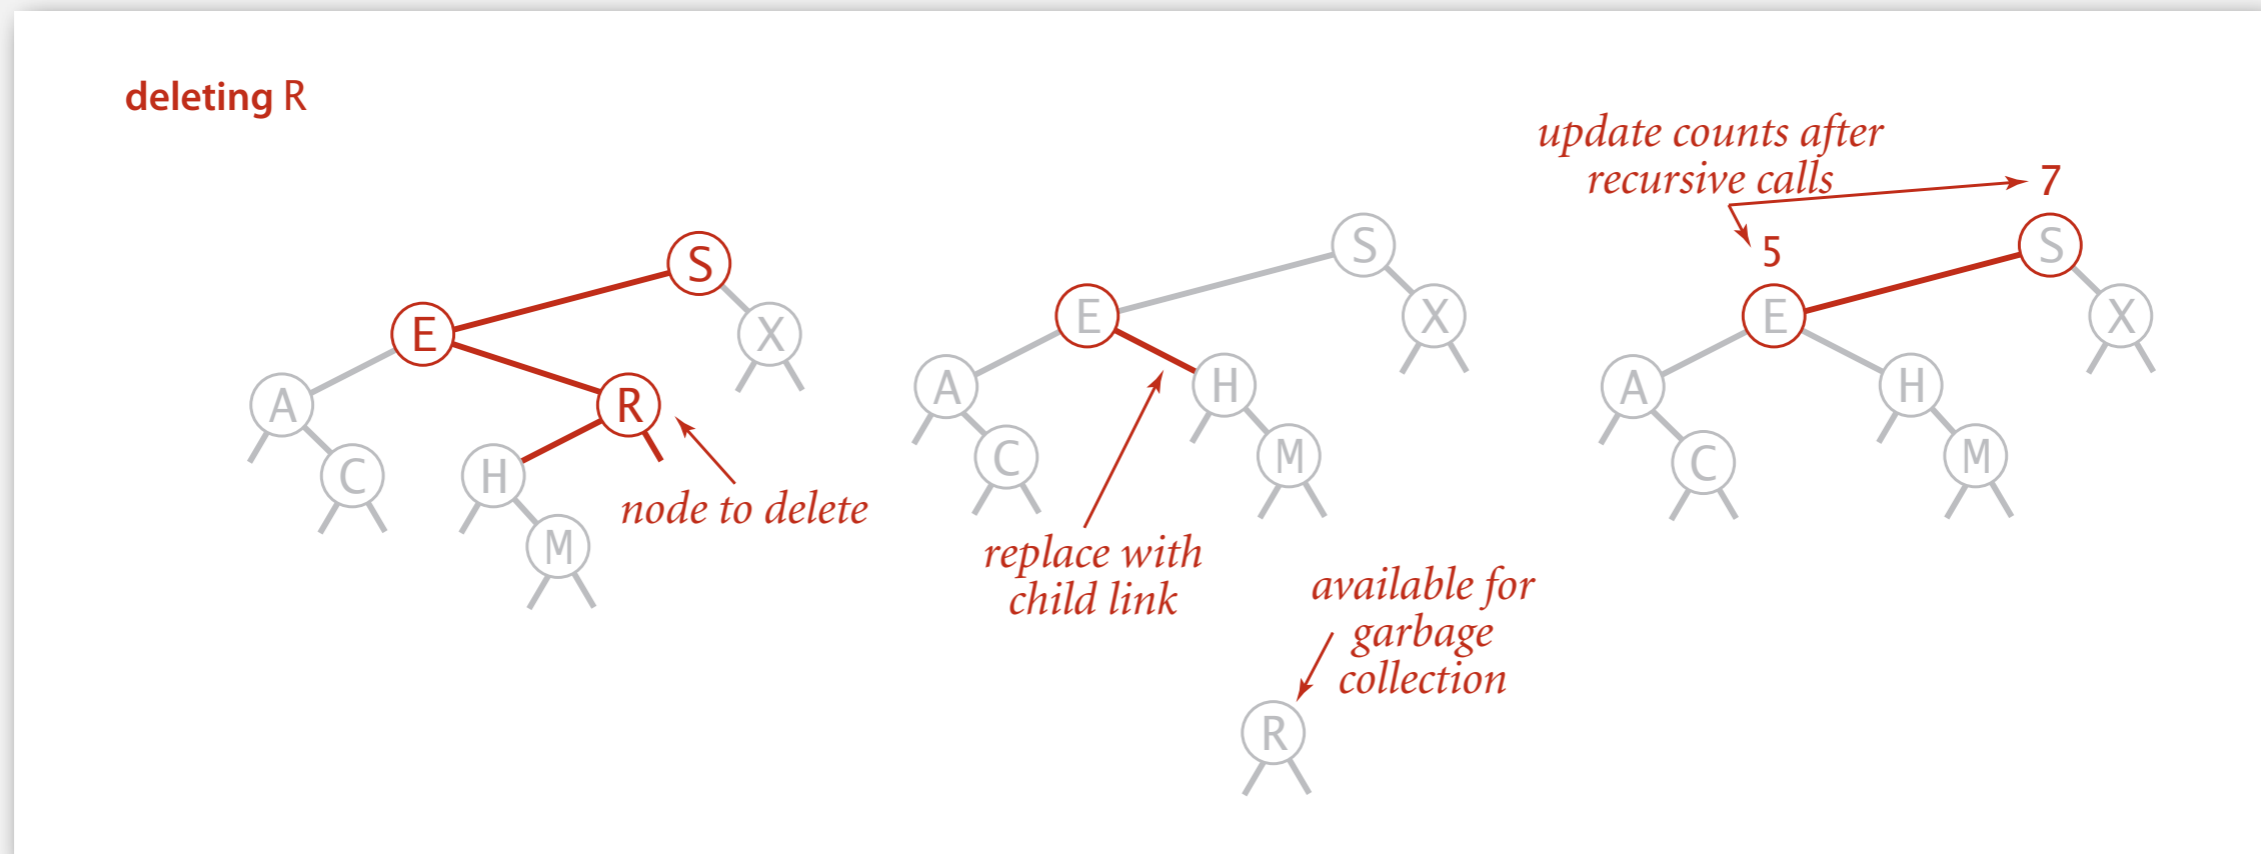 deleting R
S
E
X
A
R
C
H
M
node to delete
S
E
X
A
H
C
M
replace with
child link
available for
garbage
collection
R
update counts after
recursive calls
7
5
S
E
X
A
H
C
M